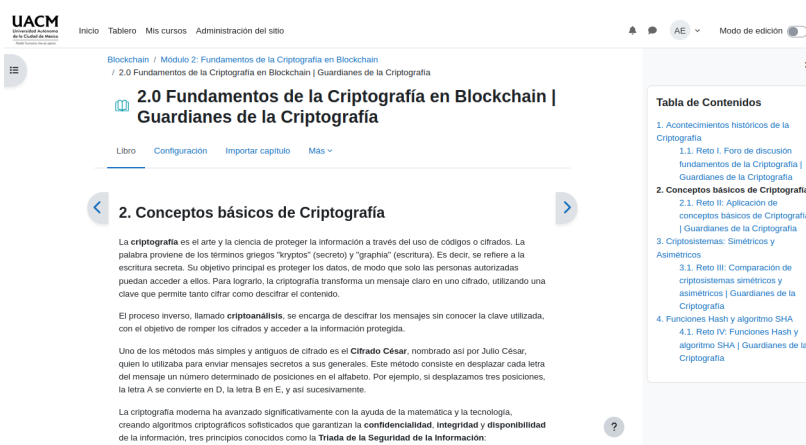 UACM
Universidad Autónoma
de la Ciudad de México
Inicio Tablero Mis cursos Administración del sitio
AE
Modo de edición
Blockchain / Módulo 2: Fundamentos de la Criptografía en Blockchain
/ 2.0 Fundamentos de la Criptografía en Blockchain | Guardianes de la Criptografía
2.0 Fundamentos de la Criptografía en Blockchain |
Guardianes de la Criptografía
Libro Configuración Importar capítulo Más
2. Conceptos básicos de Criptografía
La criptografía es el arte y la ciencia de proteger la información a través del uso de códigos o cifrados. La
palabra proviene de los términos griegos "kryptos" (secreto) y "graphia" (escritura). Es decir, se refiere a la
escritura secreta. Su objetivo principal es proteger los datos, de modo que solo las personas autorizadas
puedan acceder a ellos. Para lograrlo, la criptografía transforma un mensaje claro en uno cifrado, utilizando una
clave que permite tanto cifrar como descifrar el contenido.
El proceso inverso, llamado criptoanálisis, se encarga de descifrar los mensajes sin conocer la clave utilizada,
con el objetivo de romper los cifrados y acceder a la información protegida.
Uno de los métodos más simples y antiguos de cifrado es el Cifrado César, nombrado así por Julio César,
quien lo utilizaba para enviar mensajes secretos a sus generales. Este método consiste en desplazar cada letra
del mensaje un número determinado de posiciones en el alfabeto. Por ejemplo, si desplazamos tres posiciones,
la letra A se convierte en D, la letra B en E, y así sucesivamente.
La criptografía moderna ha avanzado significativamente con la ayuda de la matemática y la tecnología,
creando algoritmos criptográficos sofisticados que garantizan la confidencialidad, integridad y disponibilidad
de la información, tres principios conocidos como la Triada de la Seguridad de la Información:
?
Tabla de Contenidos
1. Acontecimientos históricos de la
Criptografía
1.1. Reto I. Foro de discusión
fundamentos de la Criptografía |
Guardianes de la Criptografía
2. Conceptos básicos de Criptografía
2.1. Reto II: Aplicación de
conceptos básicos de Criptografía
| Guardianes de la Criptografía
3. Criptosistemas: Simétricos y
Asimétricos
3.1. Reto III: Comparación de
criptosistemas simétricos y
asimétricos | Guardianes de la
Criptografía
4. Funciones Hash y algoritmo SHA
4.1. Reto IV: Funciones Hash y
algoritmo SHA | Guardianes de la
Criptografía